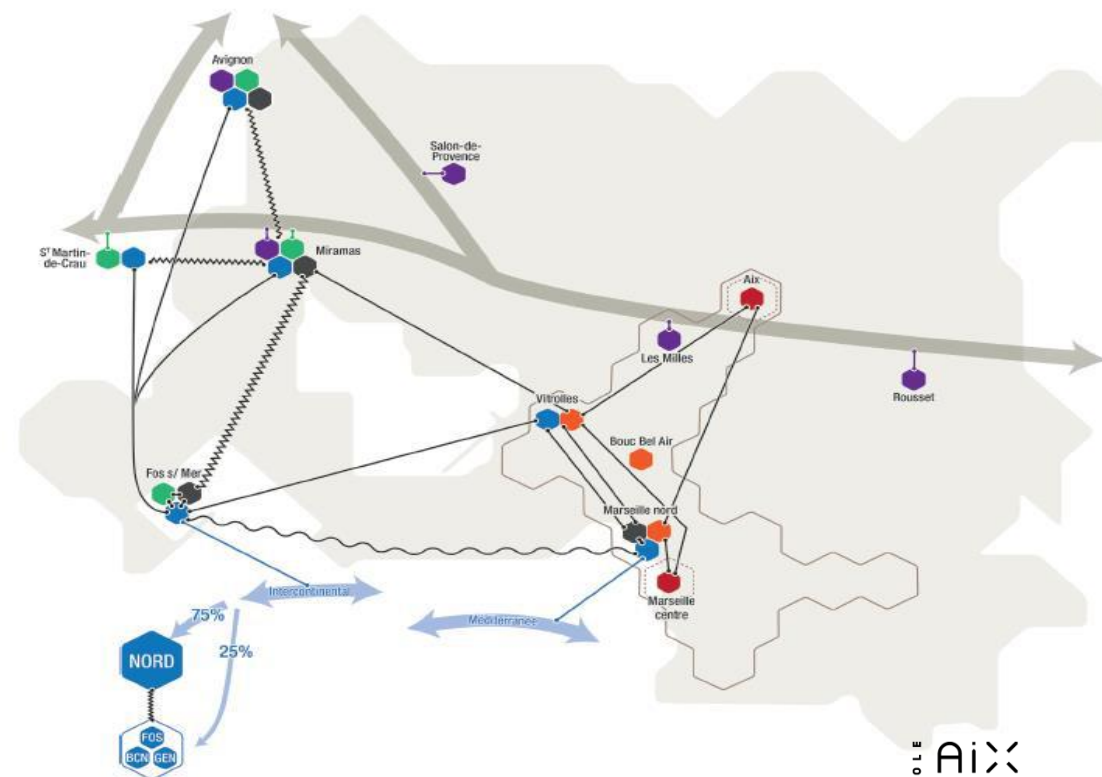 Avignon
Salon-de-
Provence
Sᵀ Martin-
de-Crau
Miramas
Aix
Les Milles
Rousset
Vitrolles
Bouc Bel Air
Fos s/ Mer
Marseille nord
Marseille
centre
Intercontinental
Méditerranée
75%
25%
NORD
FOS
BCN GEN
OLE
AiX